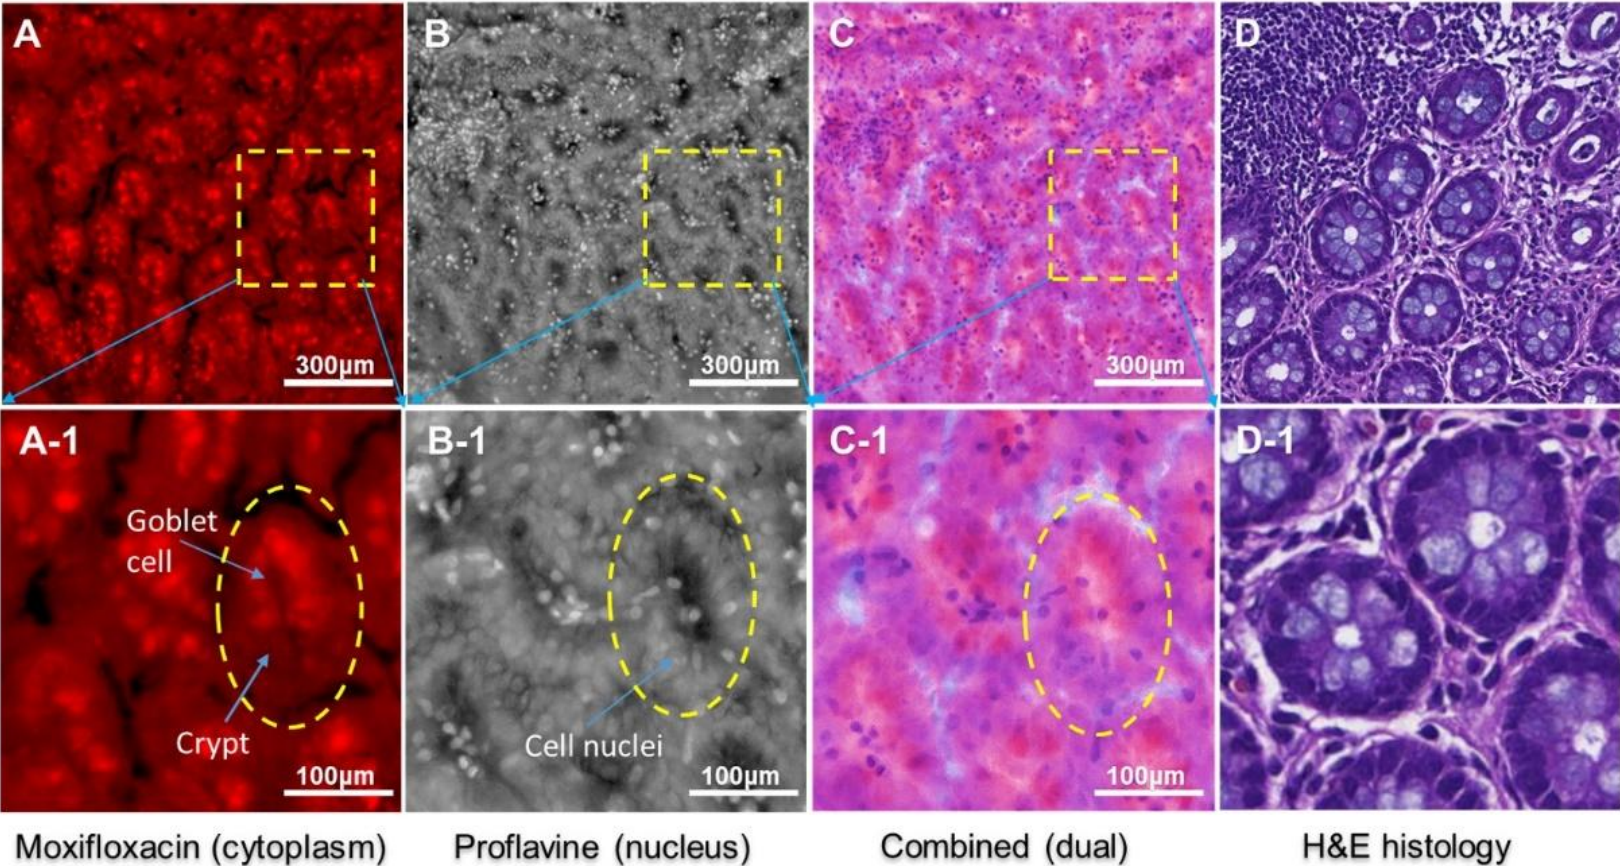 A
B
C
D
300µm
300µm
300µm
A-1
B-1
C-1
D-1
Goblet
cell
Crypt
Cell nuclei
100µm
100µm
100µm
Moxifloxacin (cytoplasm)
Proflavine (nucleus)
Combined (dual)
H&E histology